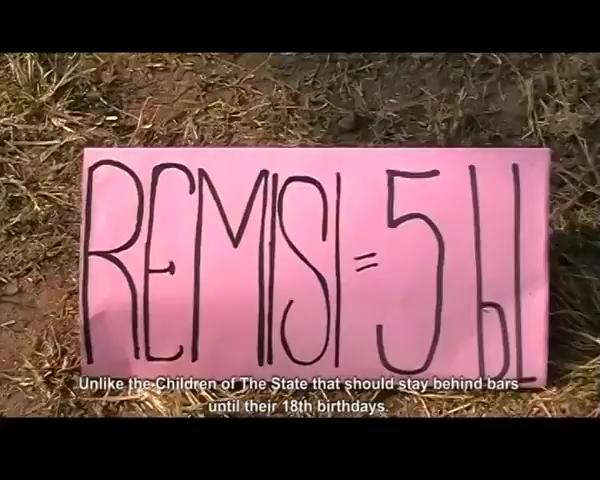 REMISI = 5 bl
Unlike the Children of The State that should stay behind bars
until their 18th birthdays.